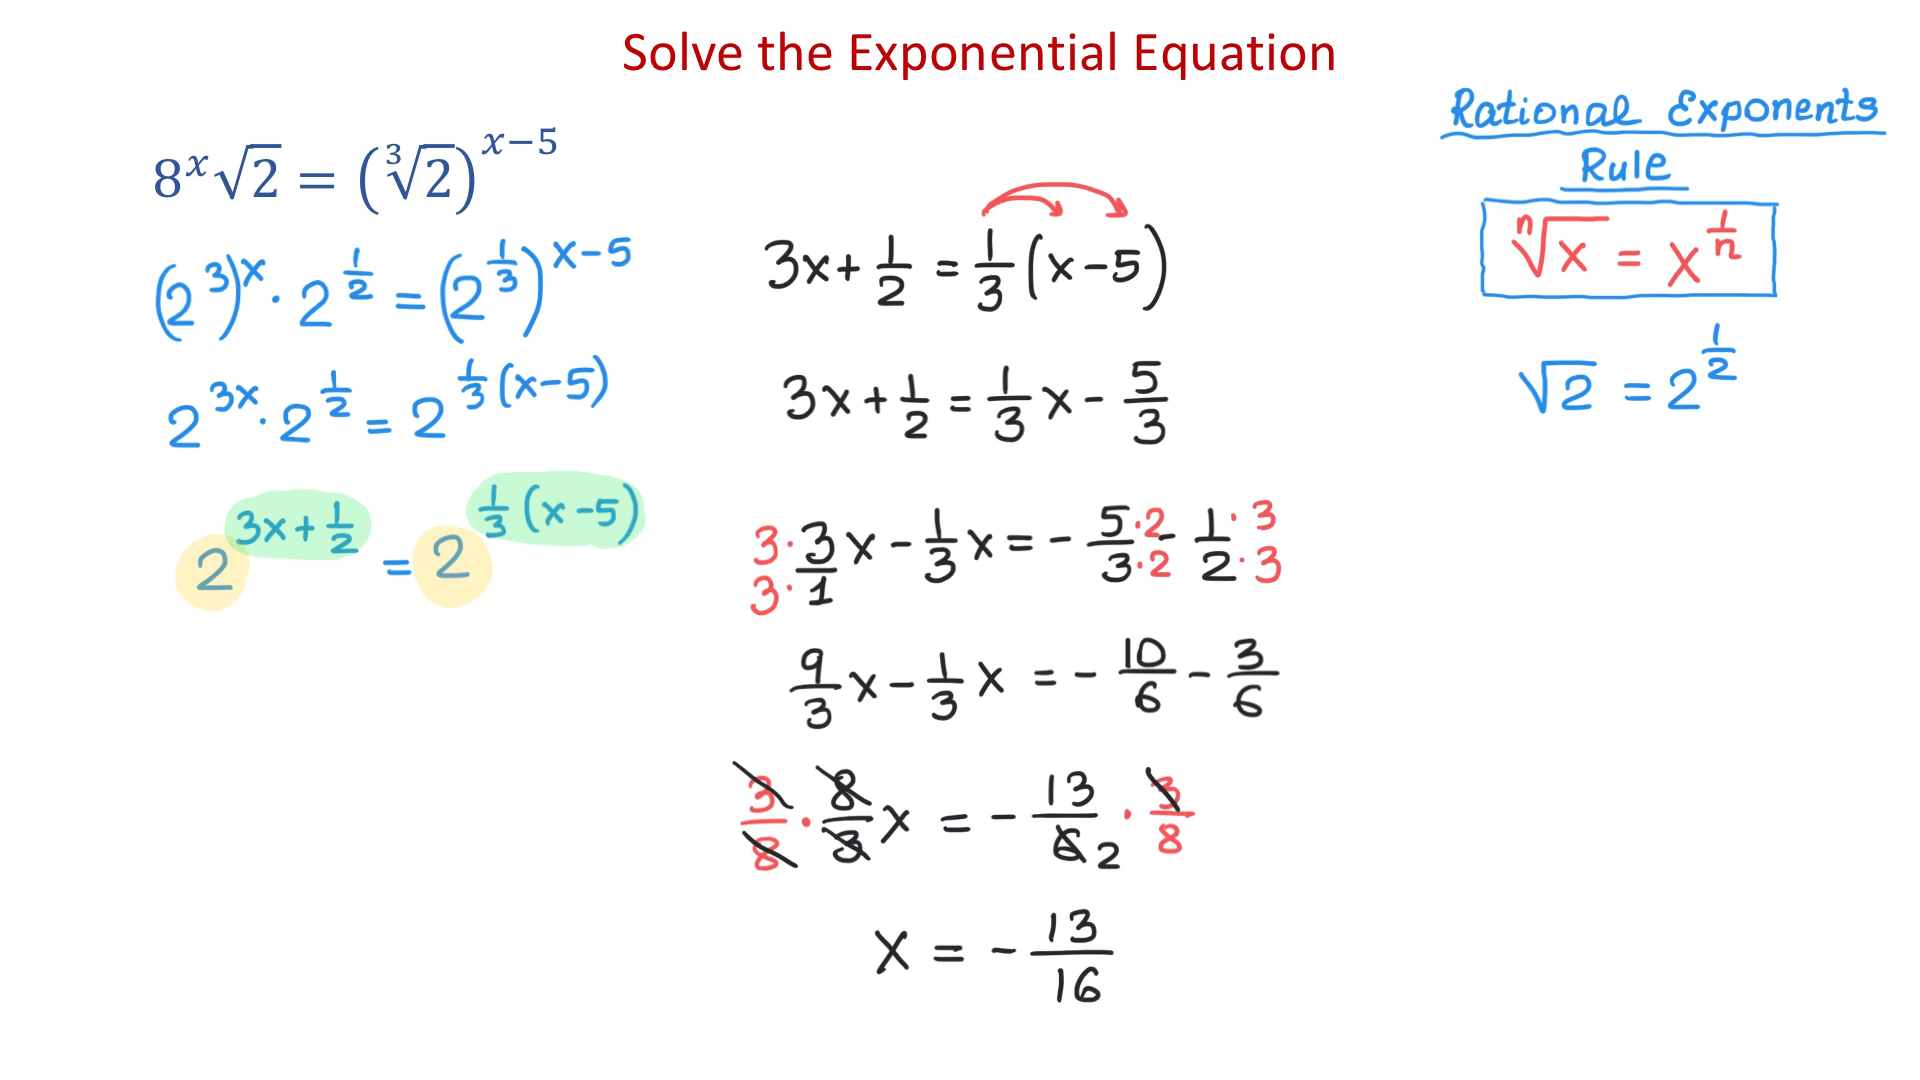 Solve the Exponential Equation
8^x √2 = (∛2)^(x−5)
(2^3)^x · 2^(1/2) = (2^(1/3))^(x−5)
2^(3x) · 2^(1/2) = 2^(1/3 (x−5))
2^(3x+1/2) = 2^(1/3 (x−5))
3x + 1/2 = 1/3 (x − 5)
3x + 1/2 = 1/3 x − 5/3
3·3/3·1 x − 1/3 x = − 5·2/3·2 − 1·3/2·3
9/3 x − 1/3 x = − 10/6 − 3/6
3/8 · 8/3 x = − 13/6 2 · 3/8
x = − 13/16
Rational Exponents
Rule
ⁿ√x = x^(1/n)
√2 = 2^(1/2)